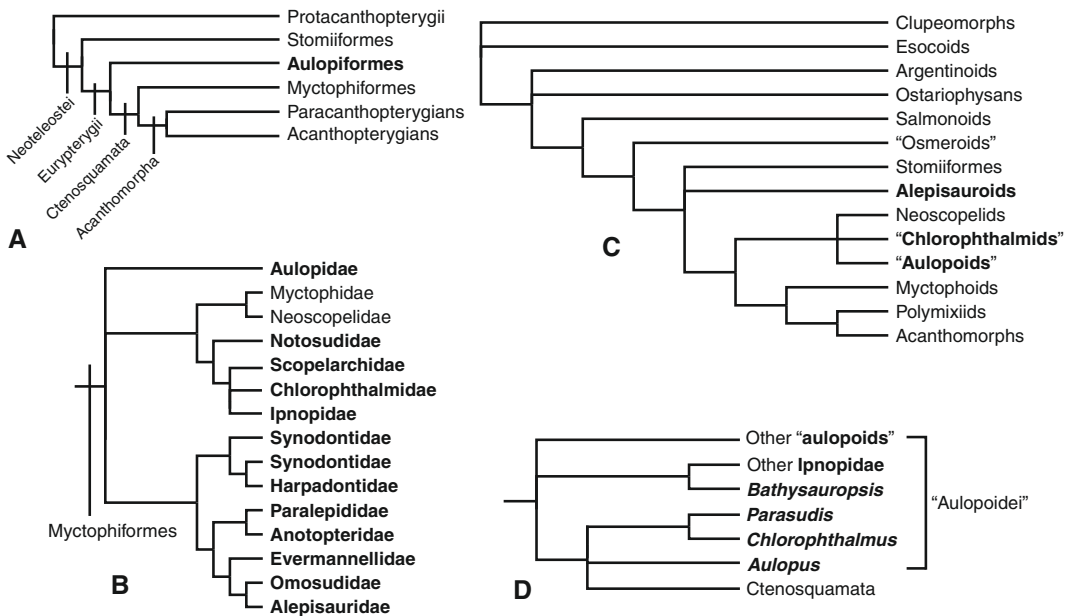 Protacanthopterygii
Stomiiformes
Aulopiformes
Myctophiformes
Paracanthopterygians
Acanthopterygians
Neoteleostei
Eurypterygii
Ctenosquamata
Acanthomorpha
A
Aulopidae
Myctophidae
Neoscopelidae
Notosudidae
Scopelarchidae
Chlorophthalmidae
Ipnopidae
Synodontidae
Synodontidae
Harpadontidae
Paralepididae
Anotopteridae
Evermannellidae
Omosudidae
Alepisauridae
Myctophiformes
B
Clupeomorphs
Esocoids
Argentinoids
Ostariophysans
Salmonoids
“Osmeroids”
Stomiiformes
Alepisauroids
Neoscopelids
“Chlorophthalmids”
“Aulopoids”
Myctophoids
Polymixiids
Acanthomorphs
C
Other “aulopoids”
Other Ipnopidae
Bathysauropsis
Parasudis
Chlorophthalmus
Aulopus
Ctenosquamata
“Aulopoidei”
D